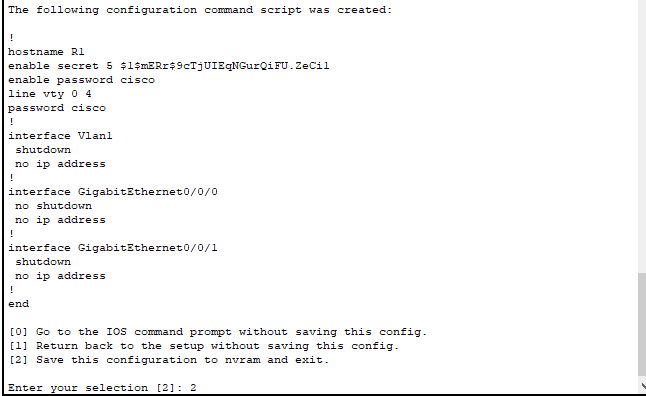 The following configuration command script was created:
!
hostname R1
enable secret 5 $1$mERr$9cTjUIEqNGurQiFU.ZeCi1
enable password cisco
line vty 0 4
password cisco
!
interface Vlan1
shutdown
no ip address
!
interface GigabitEthernet0/0/0
no shutdown
no ip address
!
interface GigabitEthernet0/0/1
shutdown
no ip address
!
end
[0] Go to the IOS command prompt without saving this config.
[1] Return back to the setup without saving this config.
[2] Save this configuration to nvram and exit.
Enter your selection [2]: 2